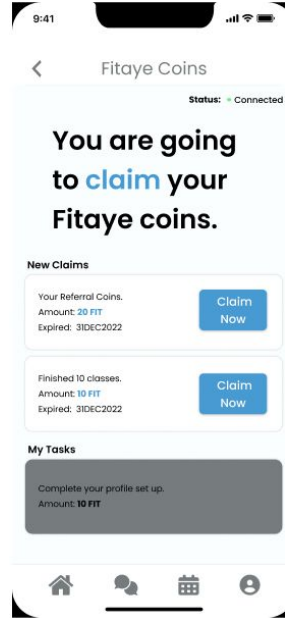 9:41
Fitaye Coins
Status: Connected
You are going
to claim your
Fitaye coins.
New Claims
Your Referral Coins.
Amount: 20 FIT
Expired: 31DEC2022
Claim
Now
Finished 10 classes.
Amount: 10 FIT
Expired: 31DEC2022
Claim
Now
My Tasks
Complete your profile set up.
Amount: 10 FIT